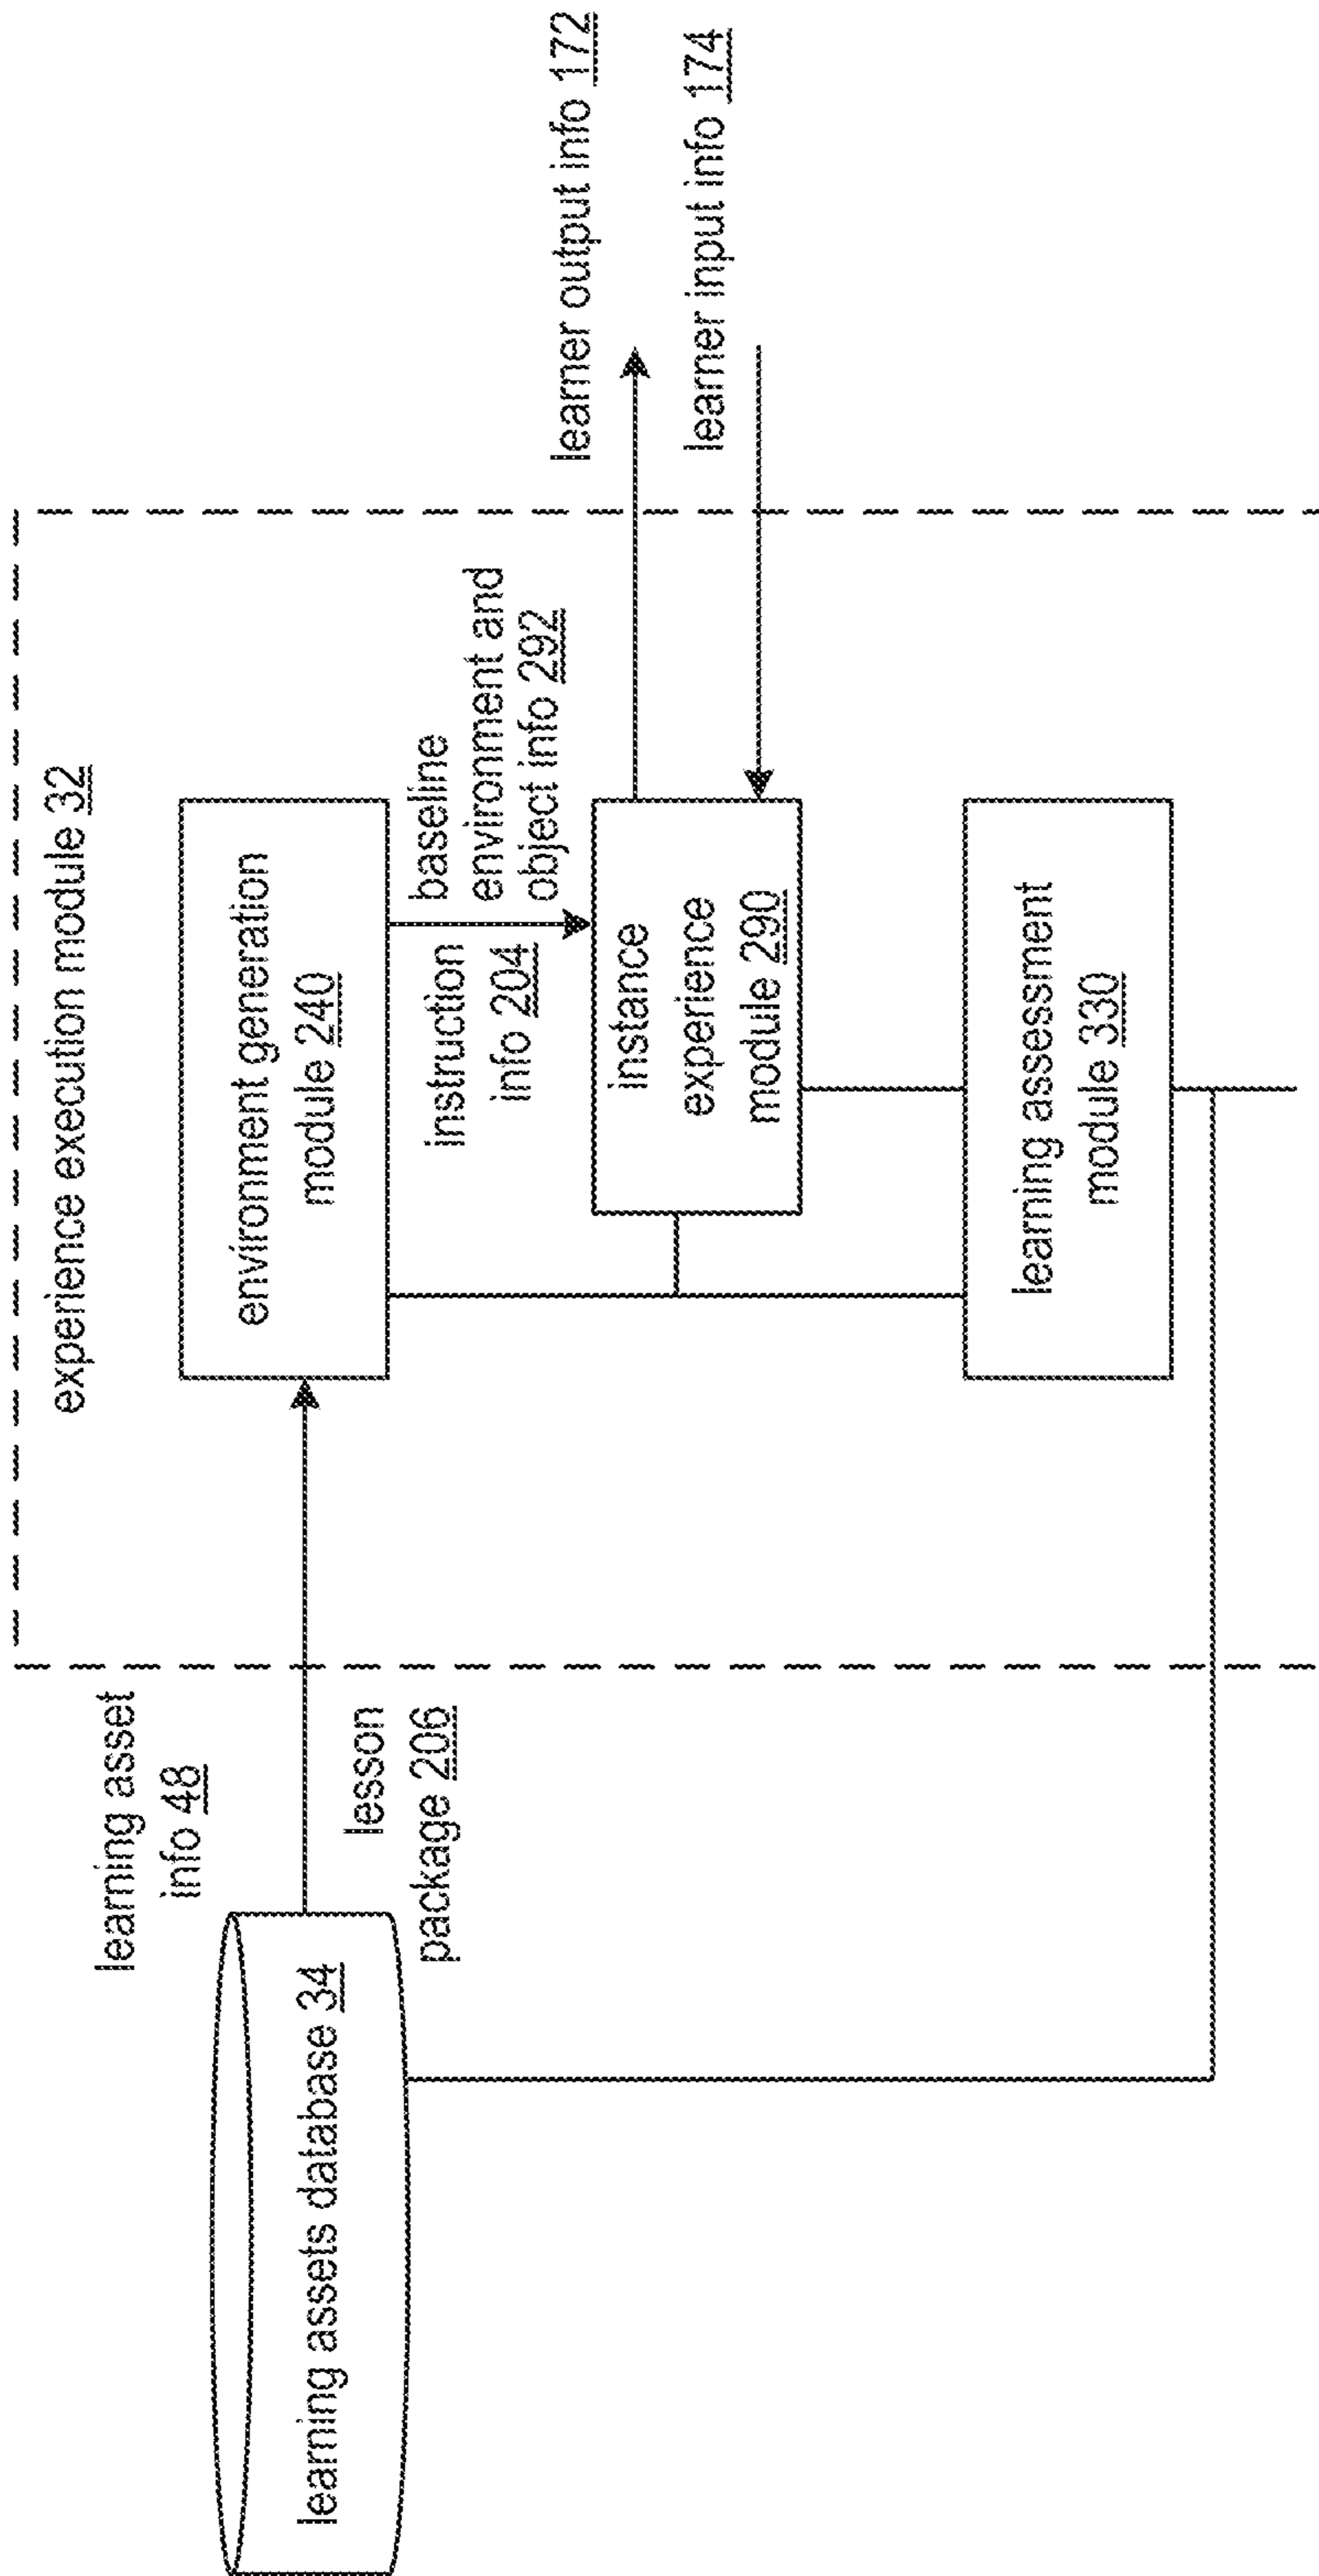 experience execution module 32
learning asset
info 48
learning assets database 34
lesson
package 206
environment generation
module 240
instruction
info 204
baseline
environment and
object info 292
instance
experience
module 290
learner output info 172
learner input info 174
learning assessment
module 330